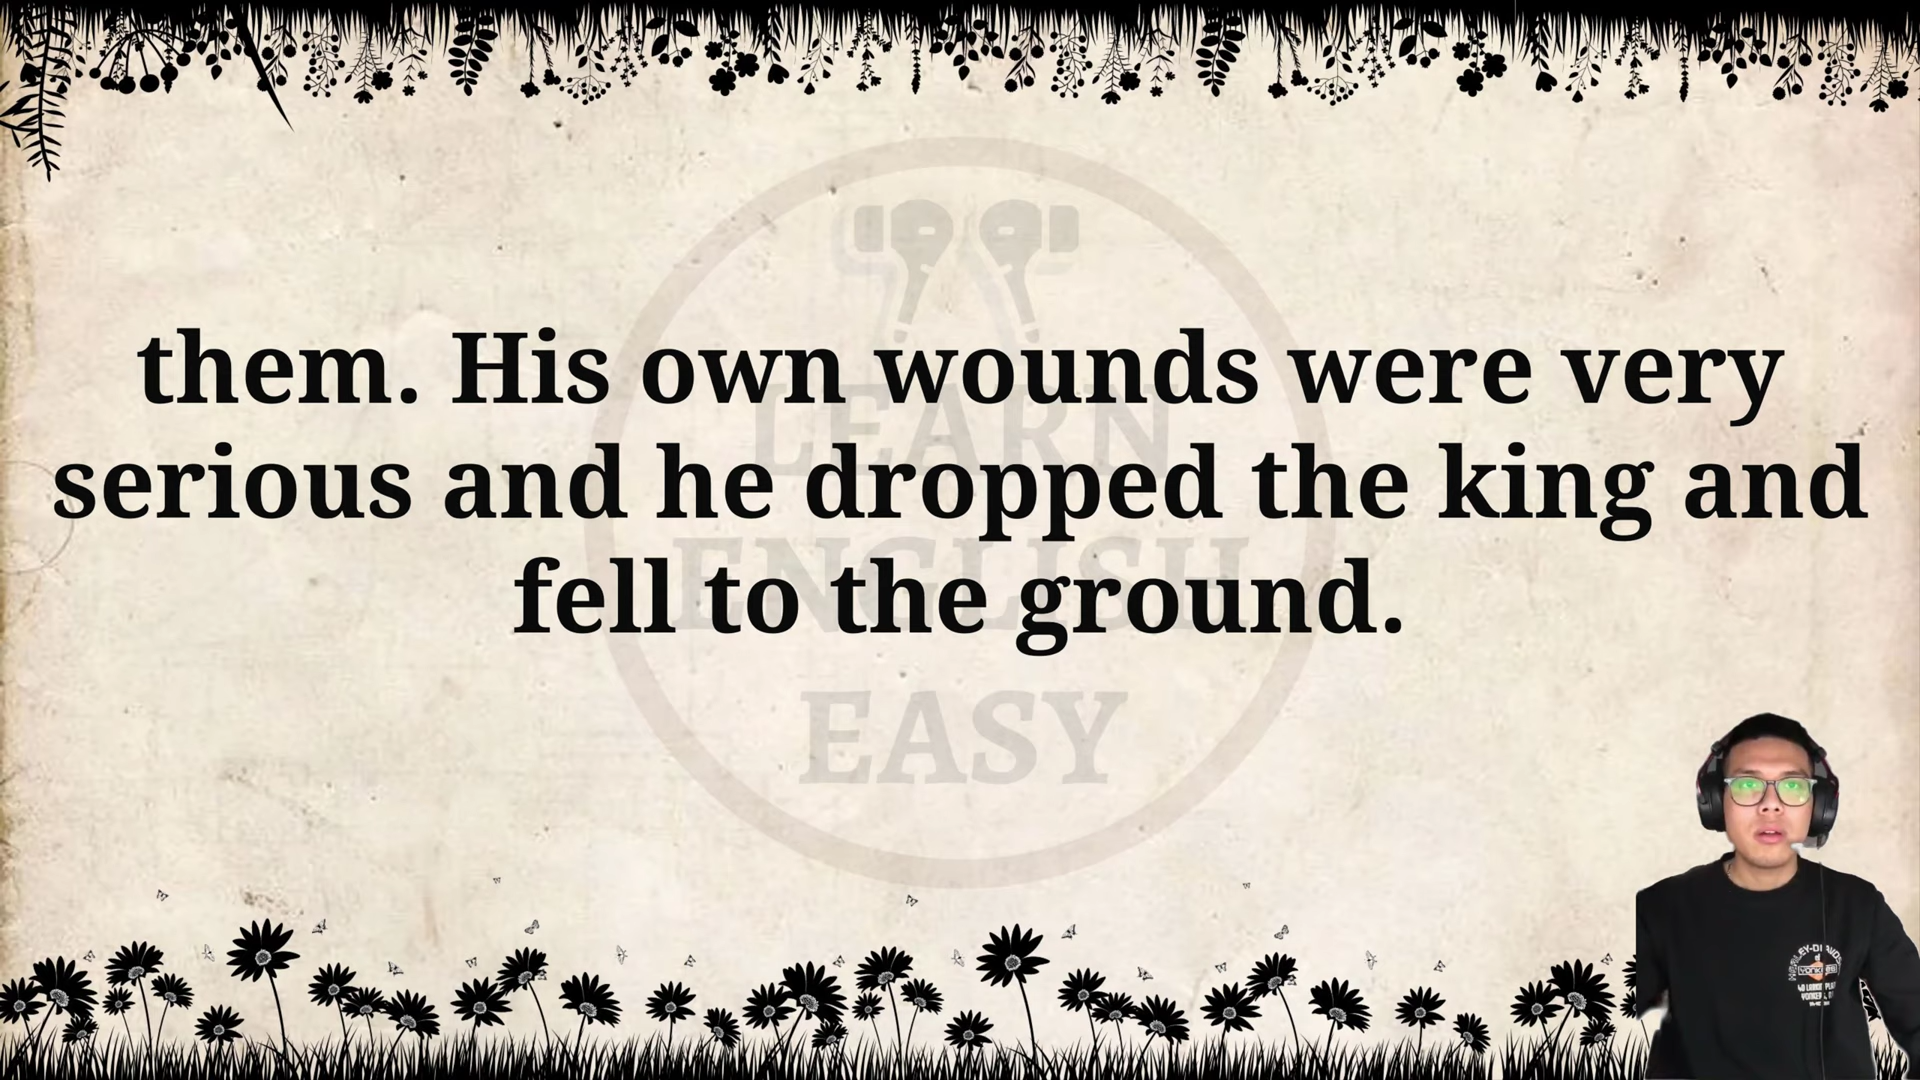 them. His own wounds were very
serious and he dropped the king and
fell to the ground.
LEARN
ENGLISH
EASY